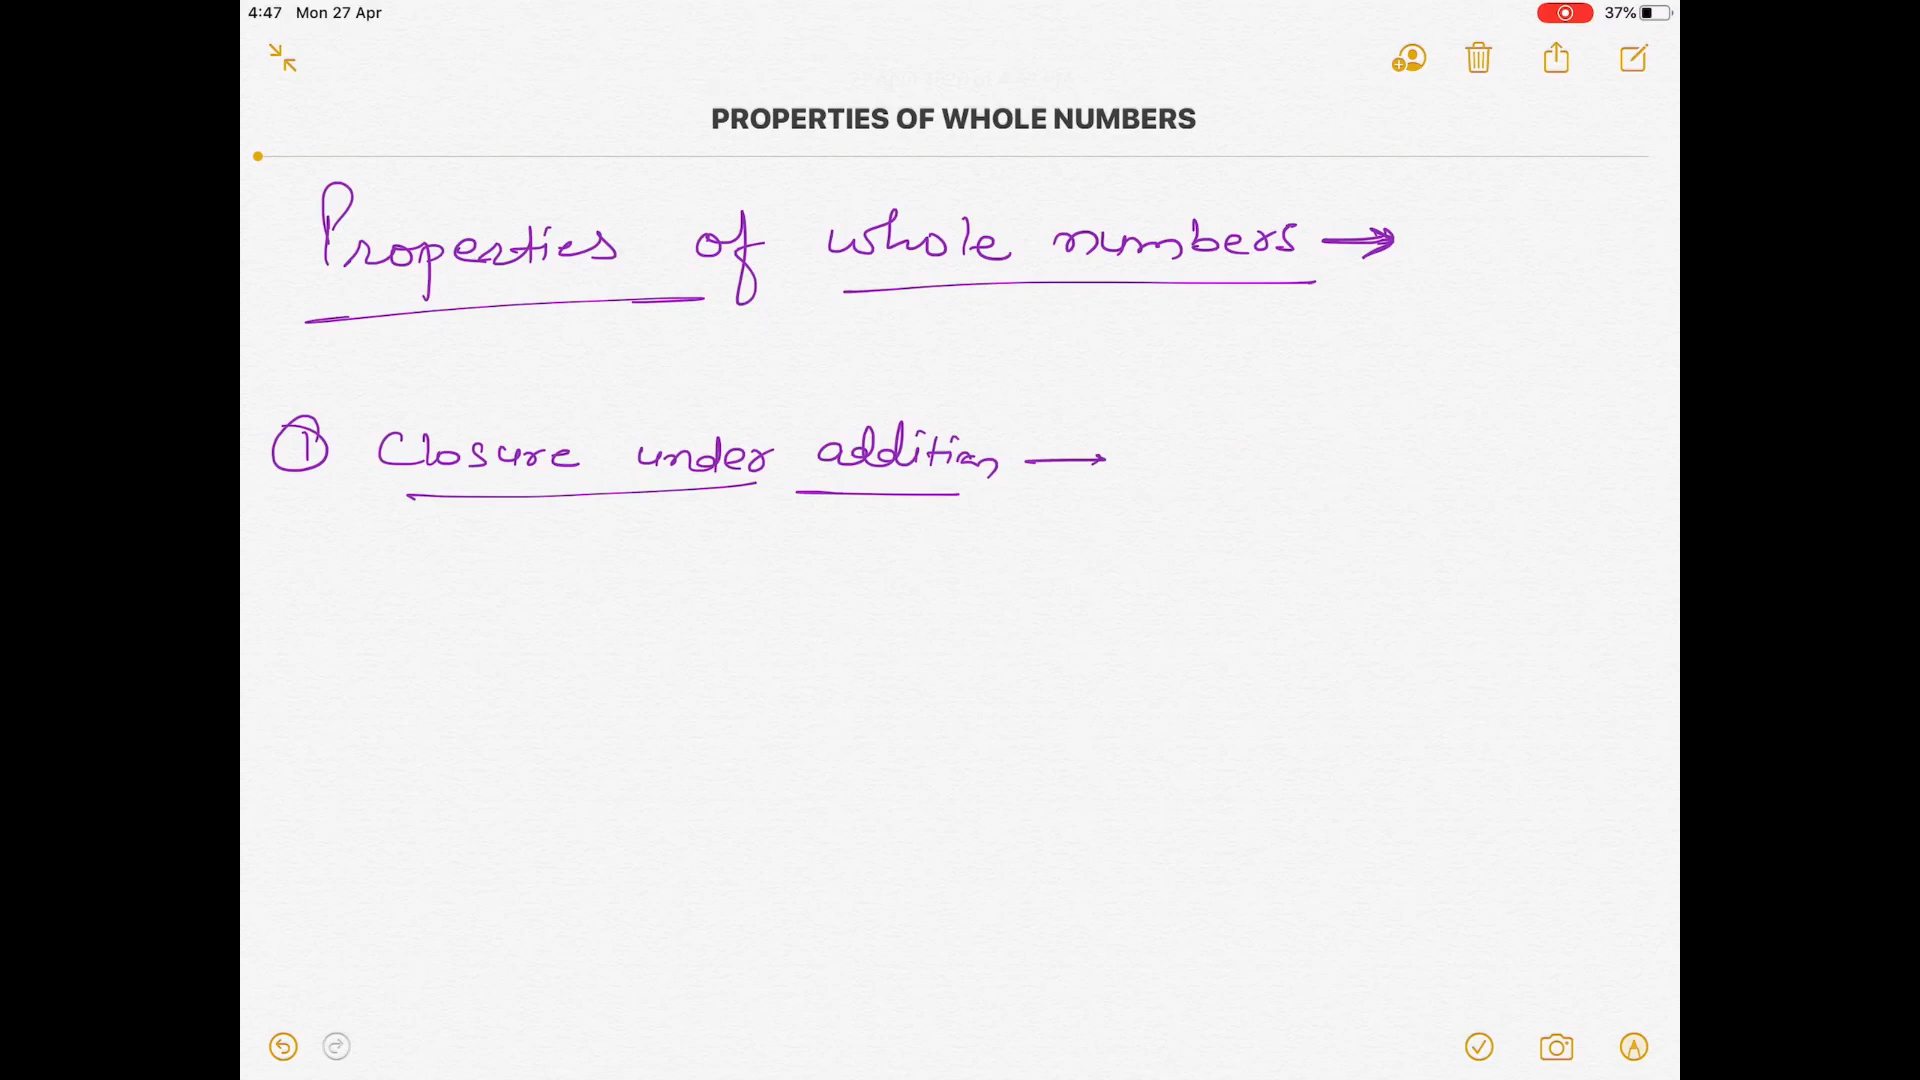 4:47 Mon 27 Apr 37%
PROPERTIES OF WHOLE NUMBERS
Properties of whole numbers →
① Closure under addition →